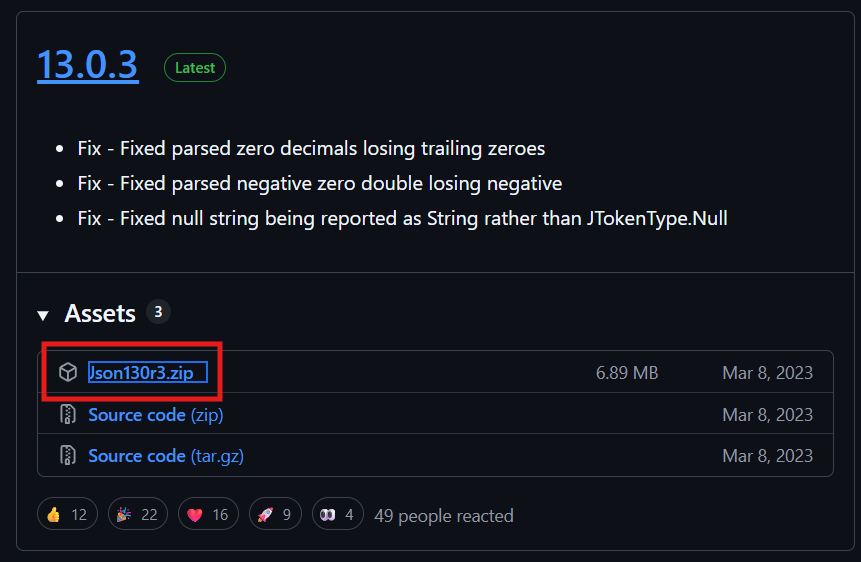 13.0.3 Latest
Fix - Fixed parsed zero decimals losing trailing zeroes
Fix - Fixed parsed negative zero double losing negative
Fix - Fixed null string being reported as String rather than JTokenType.Null
Assets 3
Json130r3.zip 6.89 MB Mar 8, 2023
Source code (zip) Mar 8, 2023
Source code (tar.gz) Mar 8, 2023
👍 12 🎉 22 ❤️ 16 🚀 9 👀 4 49 people reacted